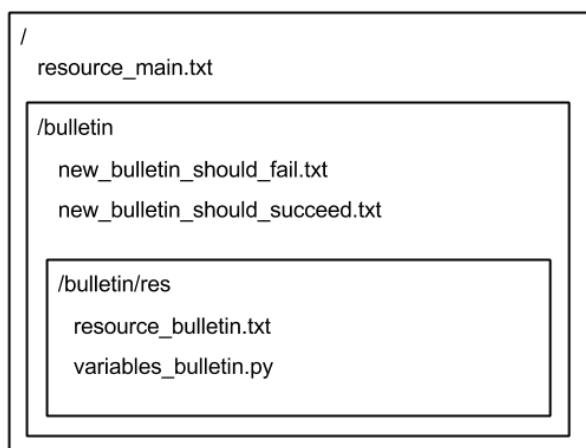 /
resource_main.txt
/bulletin
new_bulletin_should_fail.txt
new_bulletin_should_succeed.txt
/bulletin/res
resource_bulletin.txt
variables_bulletin.py